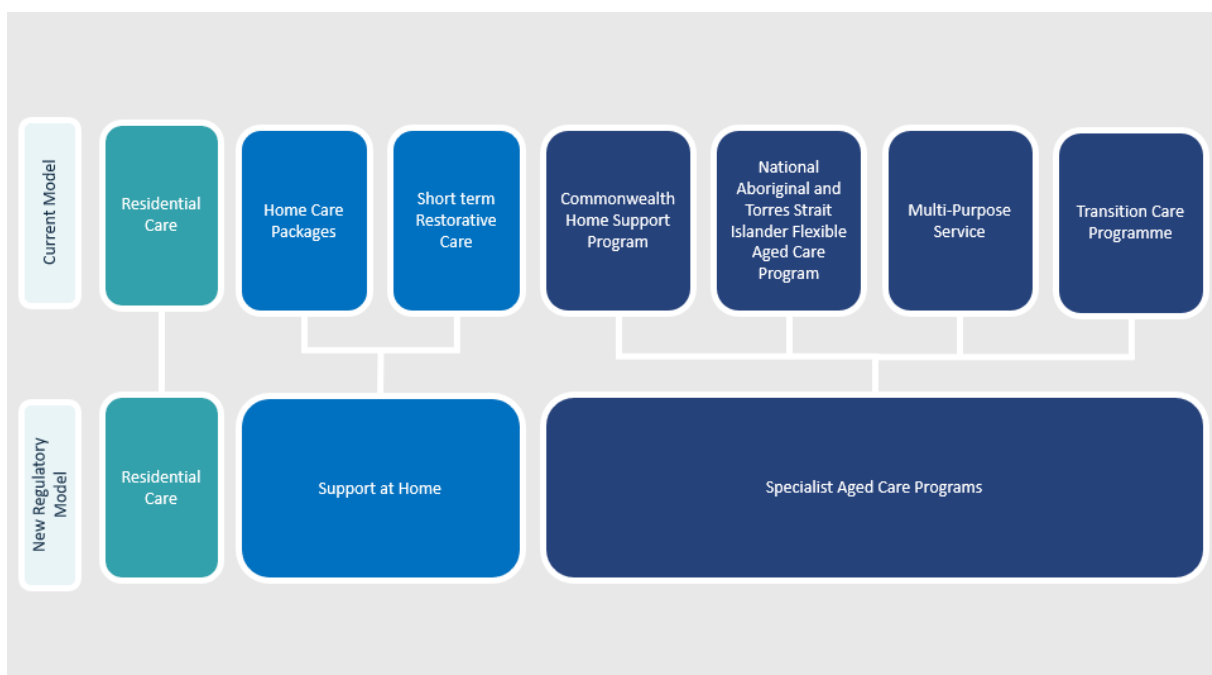 Current Model
Residential
Care
Home Care
Packages
Short term
Restorative
Care
Commonwealth
Home Support
Program
National
Aboriginal and
Torres Strait
Islander Flexible
Aged Care
Program
Multi-Purpose
Service
Transition Care
Programme
New Regulatory
Model
Residential
Care
Support at Home
Specialist Aged Care Programs